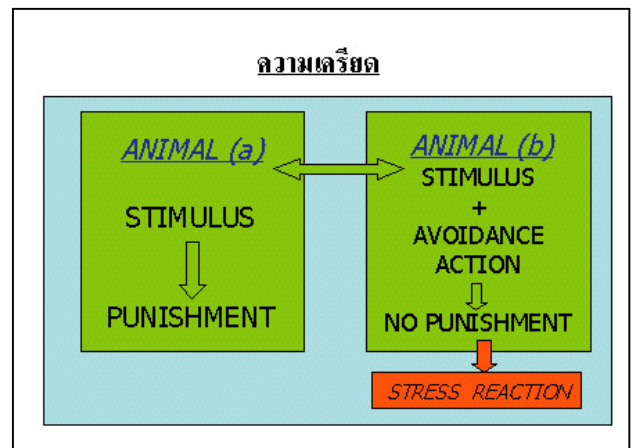 ความเครียด
ANIMAL (a)
STIMULUS
PUNISHMENT
ANIMAL (b)
STIMULUS
+
AVOIDANCE
ACTION
NO PUNISHMENT
STRESS REACTION